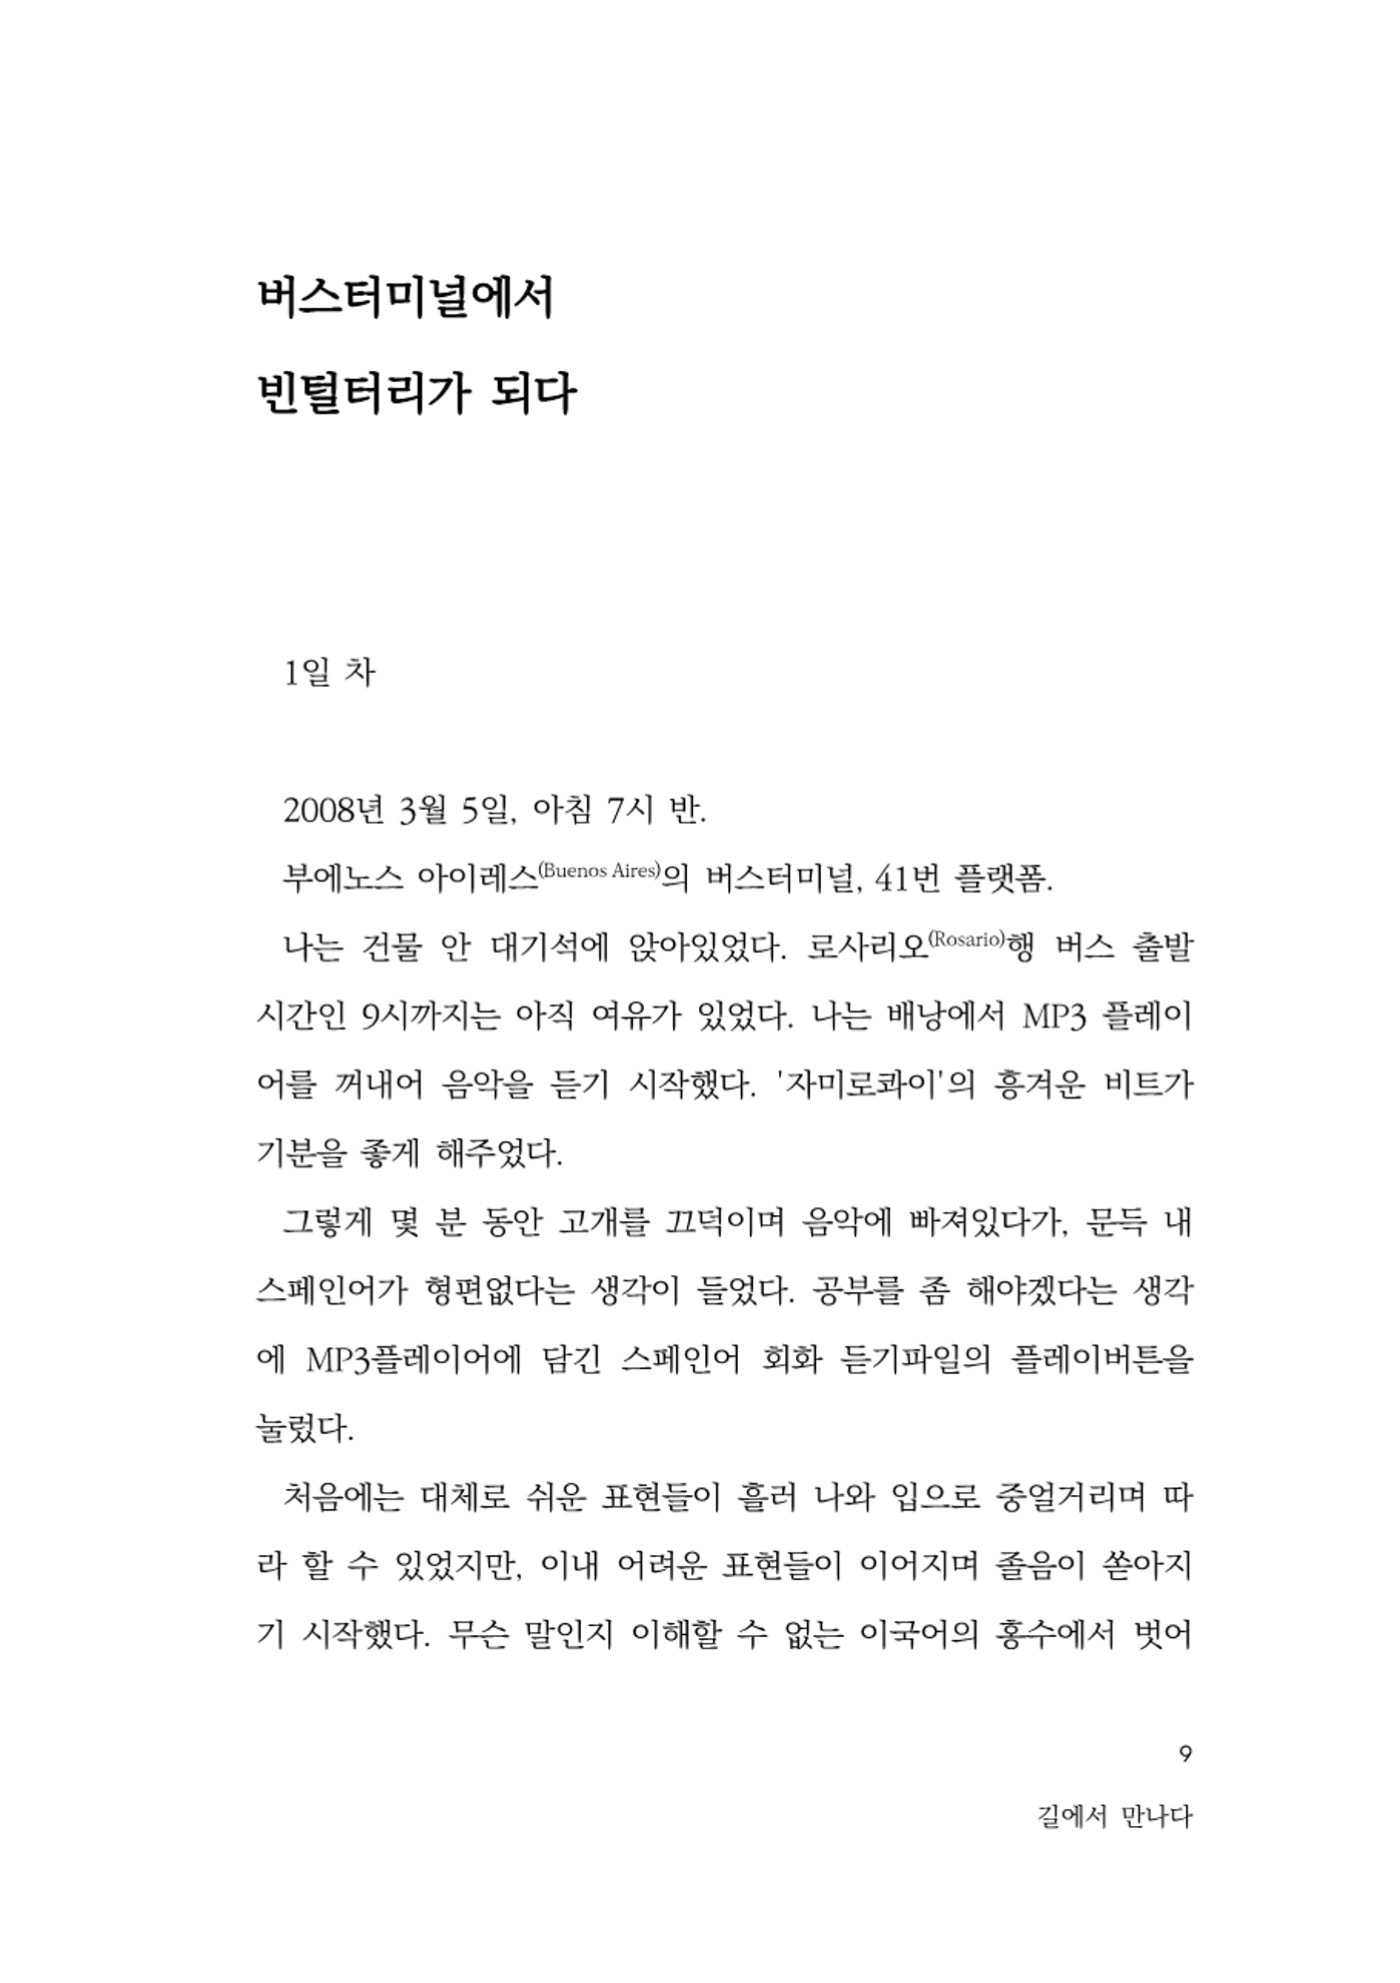 버스터미널에서
빈털터리가 되다
1일 차
2008년 3월 5일, 아침 7시 반.
부에노스 아이레스(Buenos Aires)의 버스터미널, 41번 플랫폼.
나는 건물 안 대기석에 앉아있었다. 로사리오(Rosario)행 버스 출발
시간인 9시까지는 아직 여유가 있었다. 나는 배낭에서 MP3 플레이
어를 꺼내어 음악을 듣기 시작했다. '자미로콰이'의 흥겨운 비트가
기분을 좋게 해주었다.
그렇게 몇 분 동안 고개를 끄덕이며 음악에 빠져있다가, 문득 내
스페인어가 형편없다는 생각이 들었다. 공부를 좀 해야겠다는 생각
에 MP3플레이어에 담긴 스페인어 회화 듣기파일의 플레이버튼을
눌렀다.
처음에는 대체로 쉬운 표현들이 흘러 나와 입으로 중얼거리며 따
라 할 수 있었지만, 이내 어려운 표현들이 이어지며 졸음이 쏟아지
기 시작했다. 무슨 말인지 이해할 수 없는 이국어의 홍수에서 벗어
9
길에서 만나다